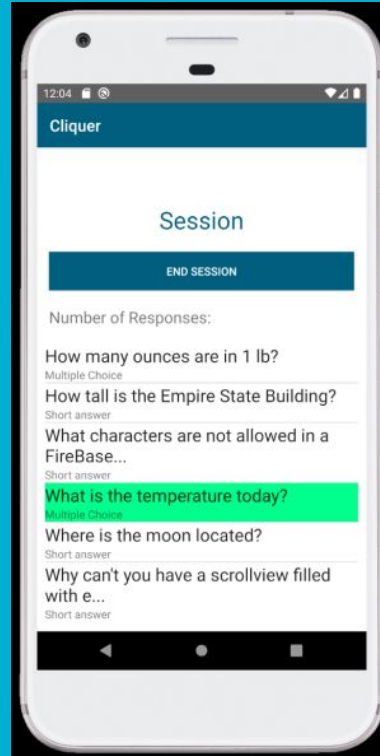 12:04
Cliquer
Session
END SESSION
Number of Responses:
How many ounces are in 1 lb?
Multiple Choice
How tall is the Empire State Building?
Short answer
What characters are not allowed in a
FireBase...
Short answer
What is the temperature today?
Multiple Choice
Where is the moon located?
Short answer
Why can't you have a scrollview filled
with e...
Short answer